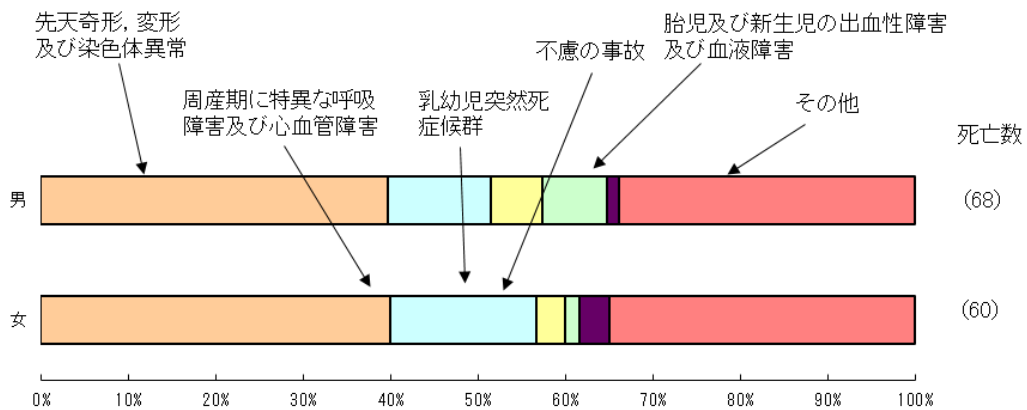 先天奇形，変形
及び染色体異常
周産期に特異な呼吸
障害及び心血管障害
乳幼児突然死
症候群
不慮の事故
胎児及び新生児の出血性障害
及び血液障害
その他
死亡数
男
(68)
女
(60)
0% 10% 20% 30% 40% 50% 60% 70% 80% 90% 100%